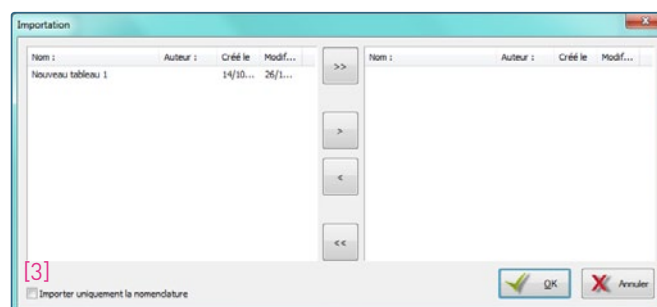 Importation
x
Nom : Auteur : Créé le Modif...
Nouveau tableau 1 14/10... 26/1...
>>
>
<
<<
Nom : Auteur : Créé le Modif...
[3]
Importer uniquement la nomenclature
OK
Annuler